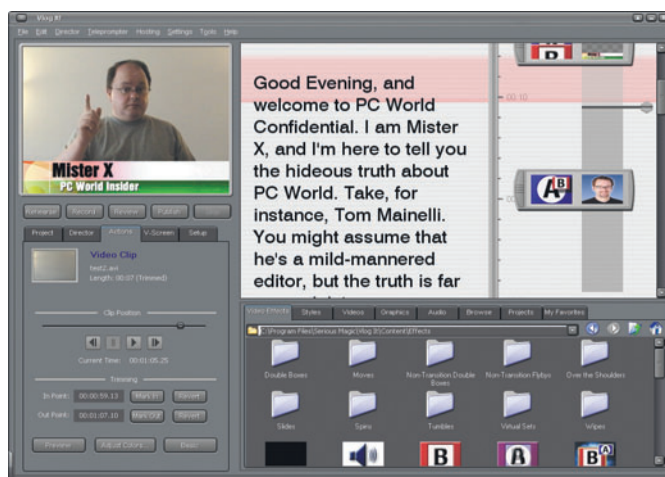 Vlog It!
File Edit Director Teleprompter Hosting Settings Tools Help
Mister X
PC World Insider
Rehearse Record Review Publish
Project Director Actions V-Screen Setup
Video Clip
test2.avi
Length: 00:07 (Trimmed)
Clip Position
Current Time: 00:01:05.25
Trimming
In Point: 00:00:59.13 Mark In Revert
Out Point: 00:01:07.10 Mark Out Revert
Preview Adjust Colors... Basic
Good Evening, and
welcome to PC World
Confidential. I am Mister
X, and I'm here to tell you
the hideous truth about
PC World. Take, for
instance, Tom Mainelli.
You might assume that
he's a mild-mannered
editor, but the truth is far
B
00:10
A B
Video Effects Styles Videos Graphics Audio Browse Projects My Favorites
C:\Program Files\Serious Magic\Vlog It!\Content\Effects
Double Boxes Moves Non-Transition Double Boxes Non-Transition Flybys Over the Shoulders
Slides Spins Tumbles Virtual Sets Wipes
B B B A